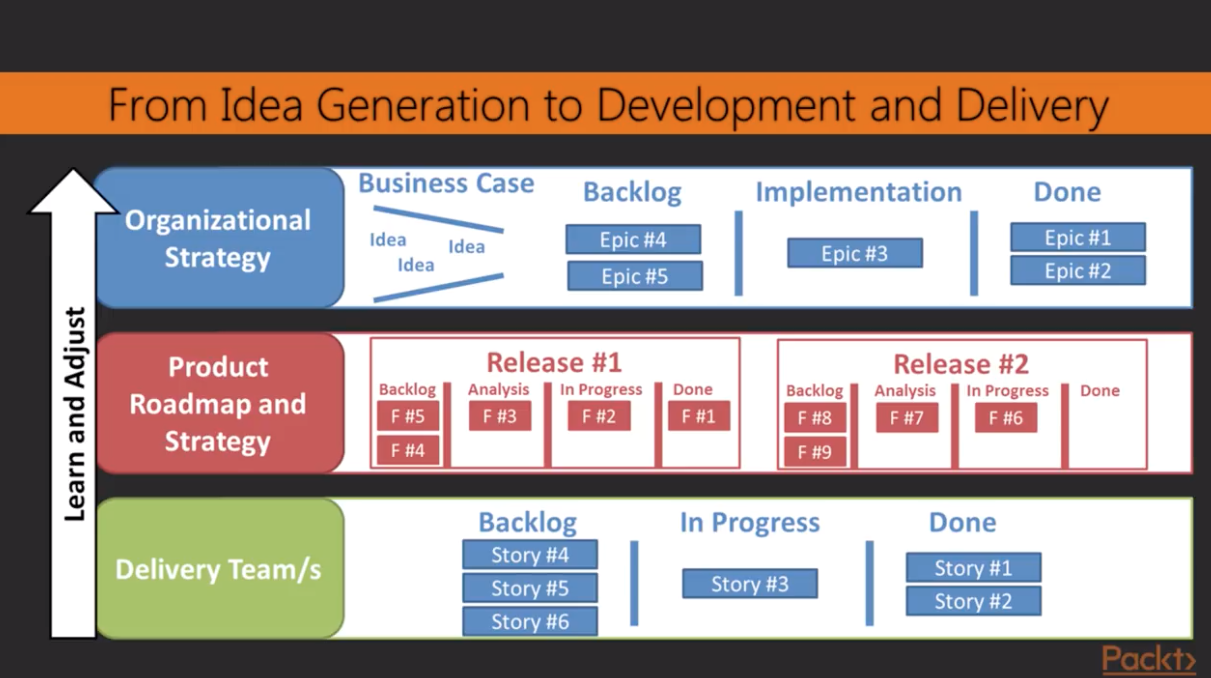 From Idea Generation to Development and Delivery
Learn and Adjust
Organizational
Strategy
Business Case
Idea
Idea
Idea
Backlog
Epic #4
Epic #5
Implementation
Epic #3
Done
Epic #1
Epic #2
Product
Roadmap and
Strategy
Release #1
Backlog
F #5
F #4
Analysis
F #3
In Progress
F #2
Done
F #1
Release #2
Backlog
F #8
F #9
Analysis
F #7
In Progress
F #6
Done
Delivery Team/s
Backlog
Story #4
Story #5
Story #6
In Progress
Story #3
Done
Story #1
Story #2
Packt>